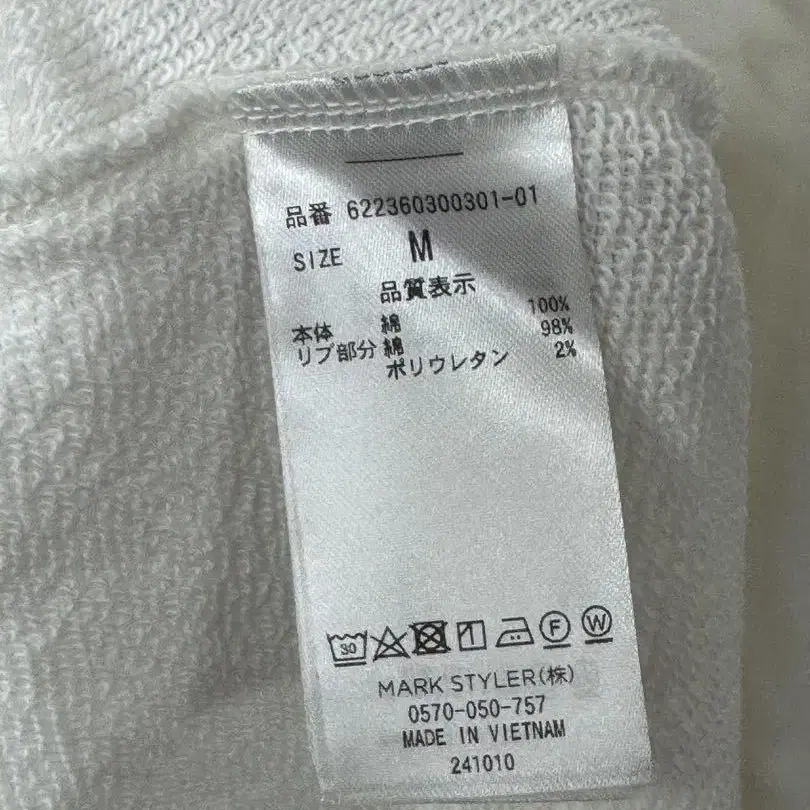 品番 622360300301-01
SIZE M
品質表示
本体 綿 100%
リブ部分 綿 98%
ポリウレタン 2%
30 F W
MARK STYLER(株)
0570-050-757
MADE IN VIETNAM
241010